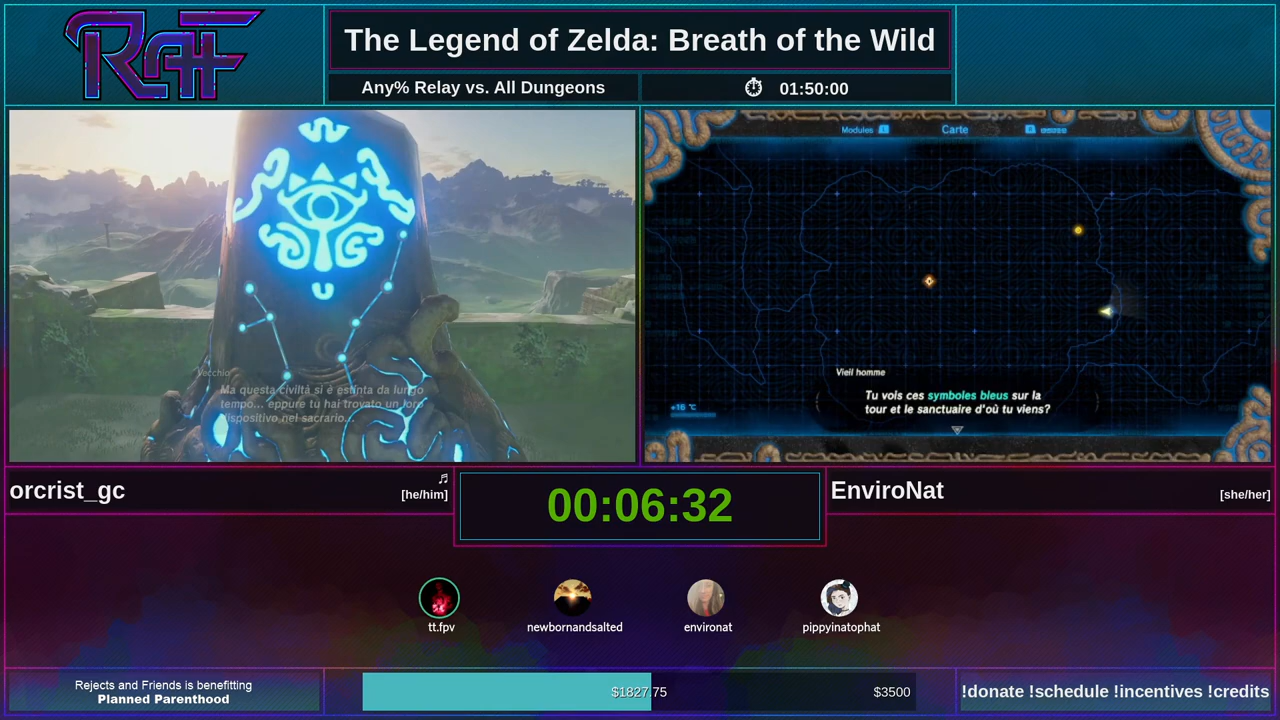 RAF
The Legend of Zelda: Breath of the Wild
Any% Relay vs. All Dungeons
01:50:00
Vecchio
Ma questa civiltà si è estinta da lungo
tempo... eppure tu hai trovato un loro
dispositivo nel sacrario...
Modules L
Carte
R
+16 °C
Vieil homme
Tu vois ces symboles bleus sur la
tour et le sanctuaire d'où tu viens?
orcrist_gc
[he/him]
00:06:32
EnviroNat
[she/her]
tt.fpv
newbornandsalted
environat
pippyinatophat
Rejects and Friends is benefitting
Planned Parenthood
$1827.75
$3500
!donate !schedule !incentives !credits